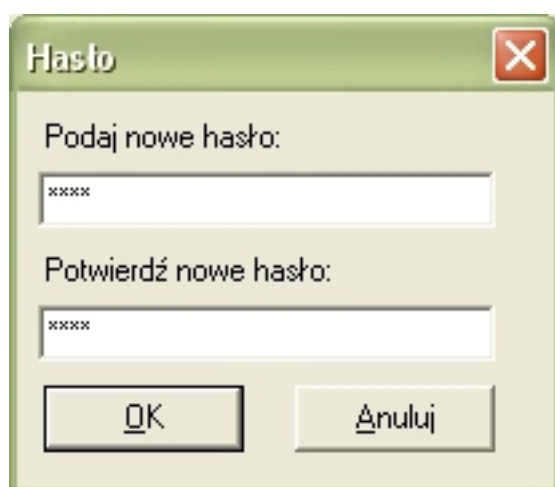 Hasło
Podaj nowe hasło:
****
Potwierdź nowe hasło:
****
OK Anuluj